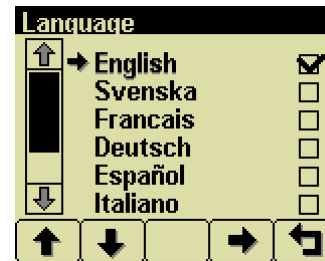 Language
English
Svenska
Francais
Deutsch
Español
Italiano